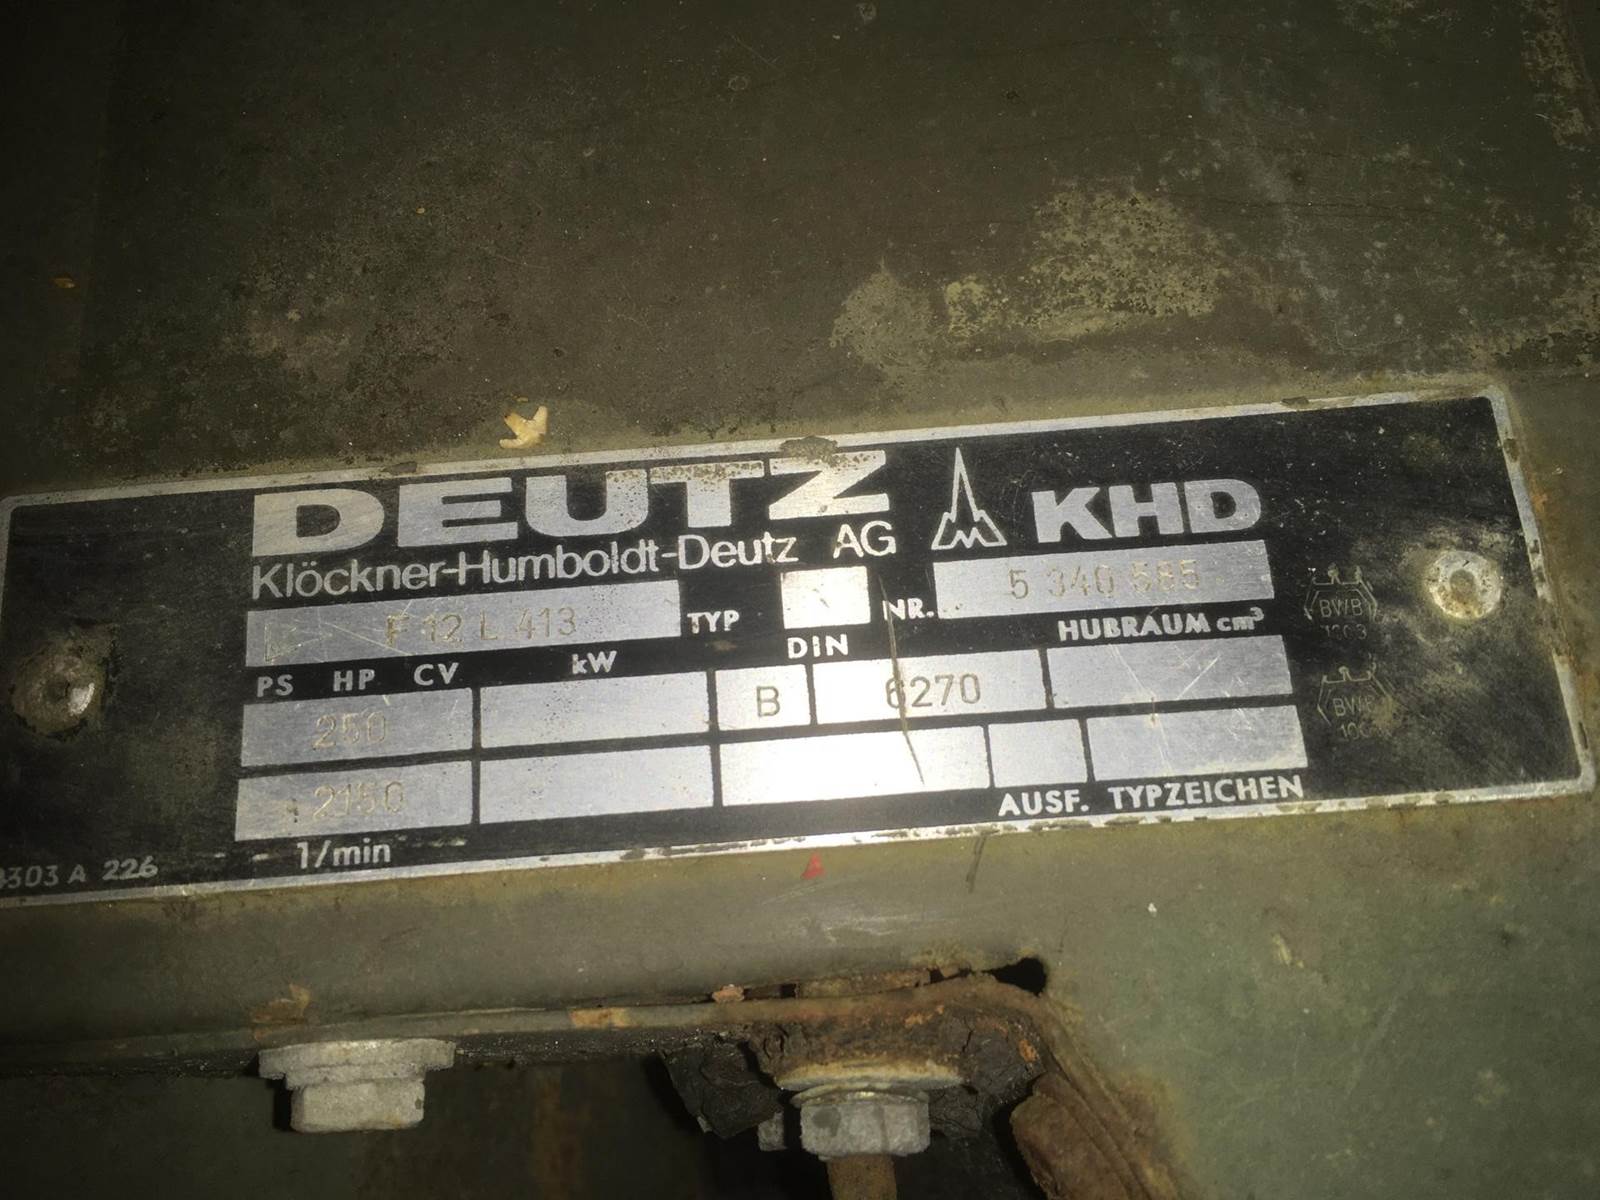 DEUTZ KHD
Klöckner-Humboldt-Deutz AG
F 12 L 413 TYP NR. 5 340 585
PS HP CV kW DIN HUBRAUM cm³
250 B 6270
2150
1/min AUSF. TYPZEICHEN
303 A 226
BWB
BWB